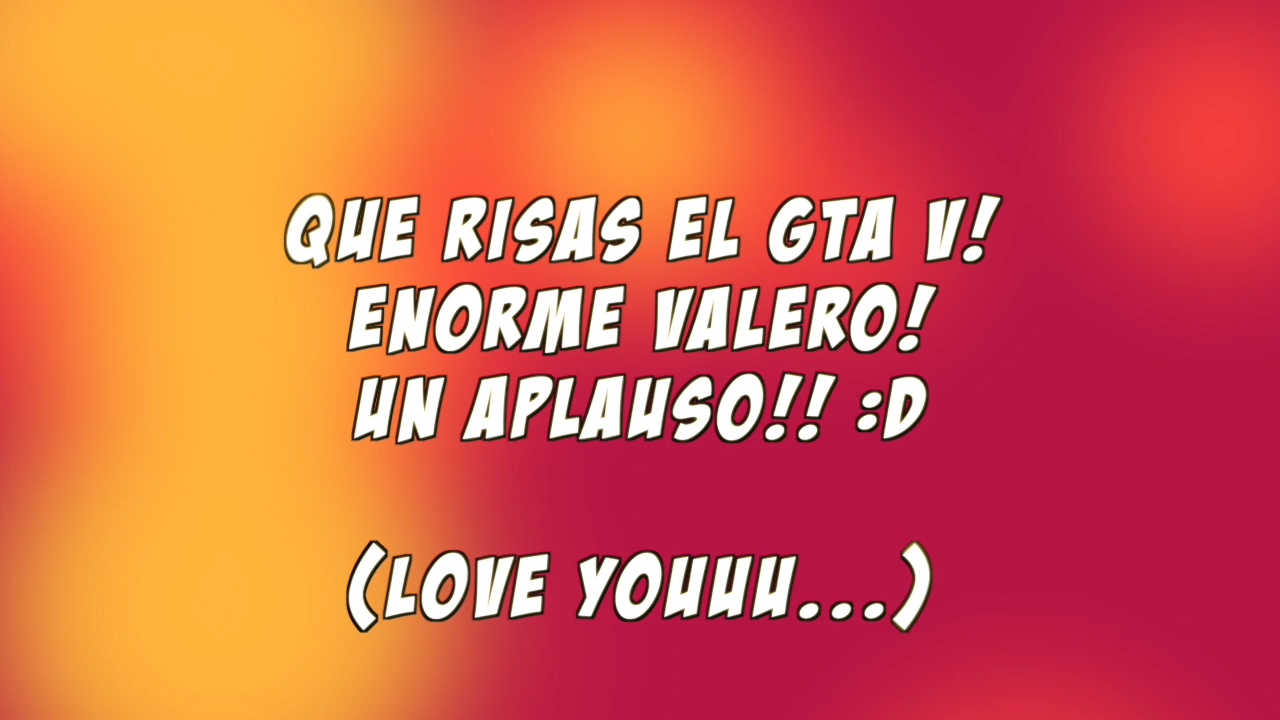 QUE RISAS EL GTA V!
ENORME VALERO!
UN APLAUSO!! :D
(LOVE YOUUU...)